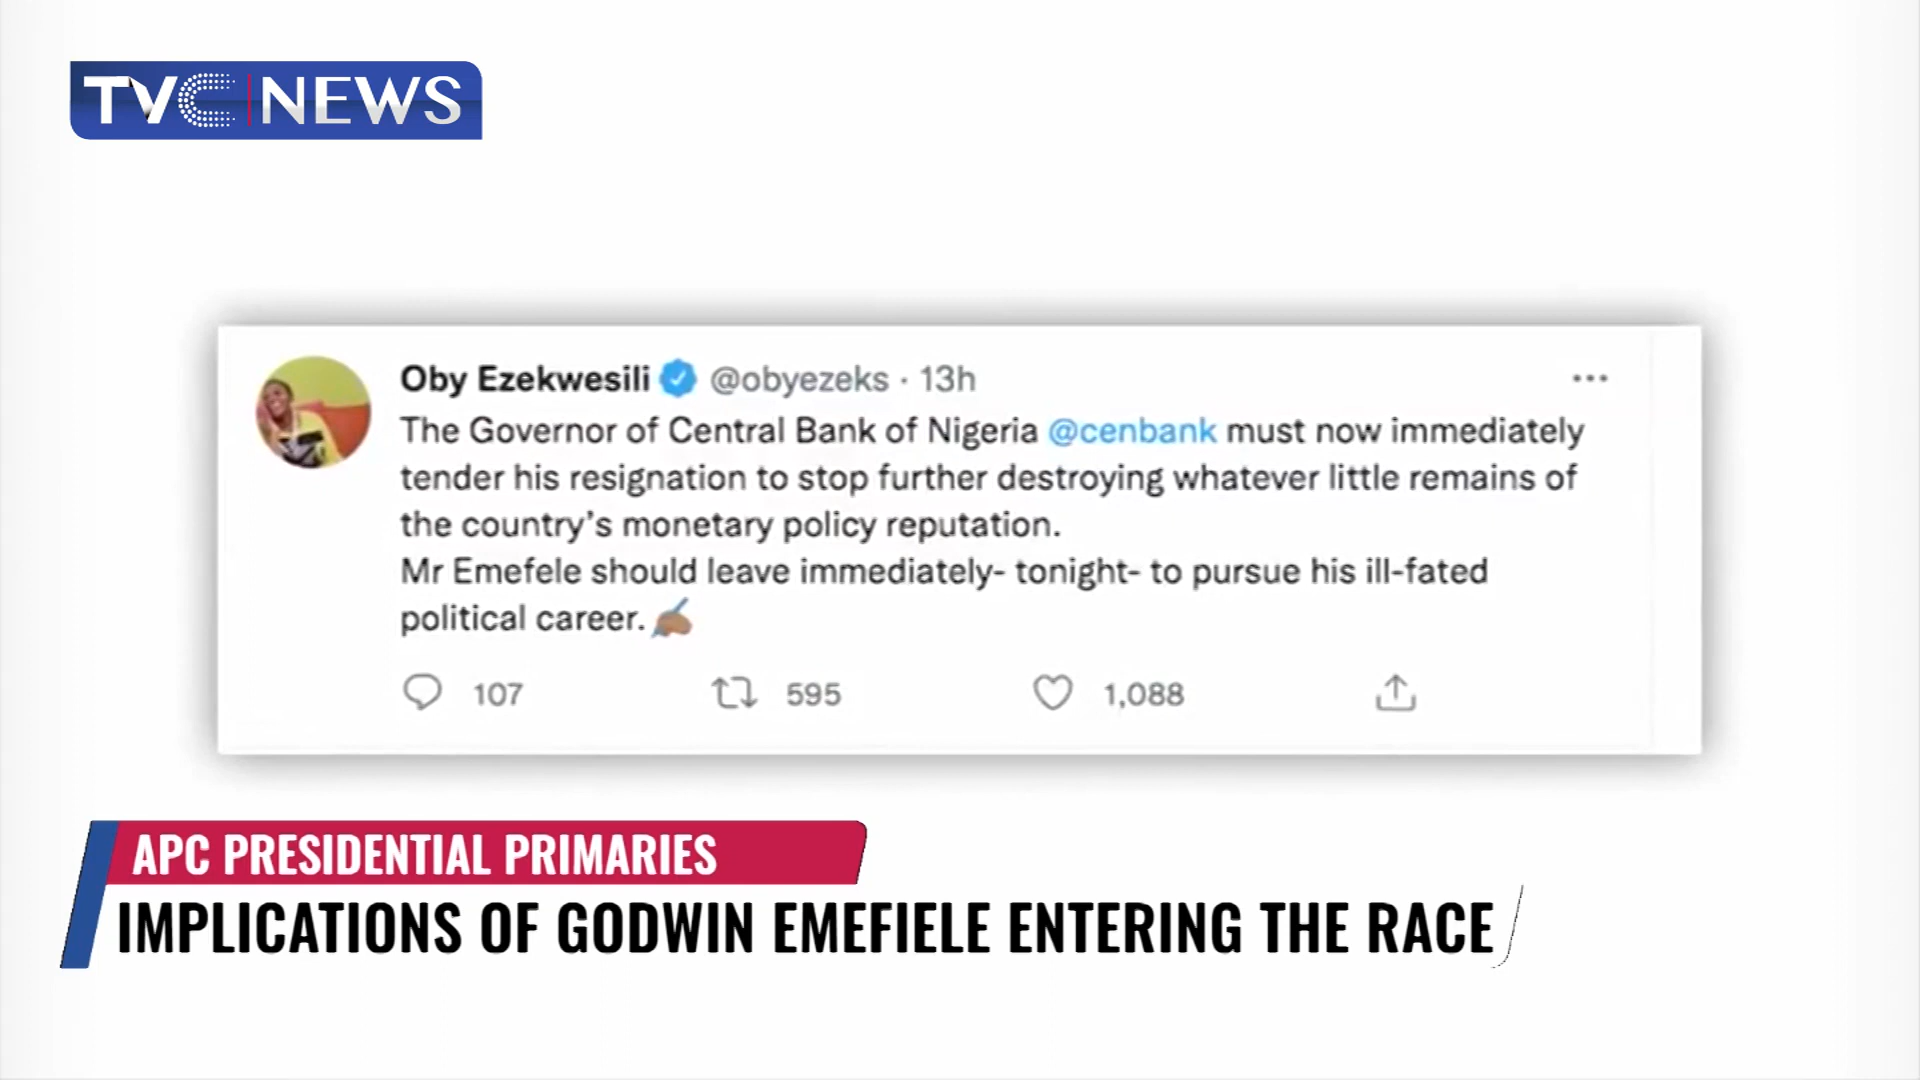 TVC NEWS
Oby Ezekwesili @obyezeks · 13h
The Governor of Central Bank of Nigeria @cenbank must now immediately
tender his resignation to stop further destroying whatever little remains of
the country's monetary policy reputation.
Mr Emefele should leave immediately- tonight- to pursue his ill-fated
political career.
107 595 1,088
APC PRESIDENTIAL PRIMARIES
IMPLICATIONS OF GODWIN EMEFIELE ENTERING THE RACE